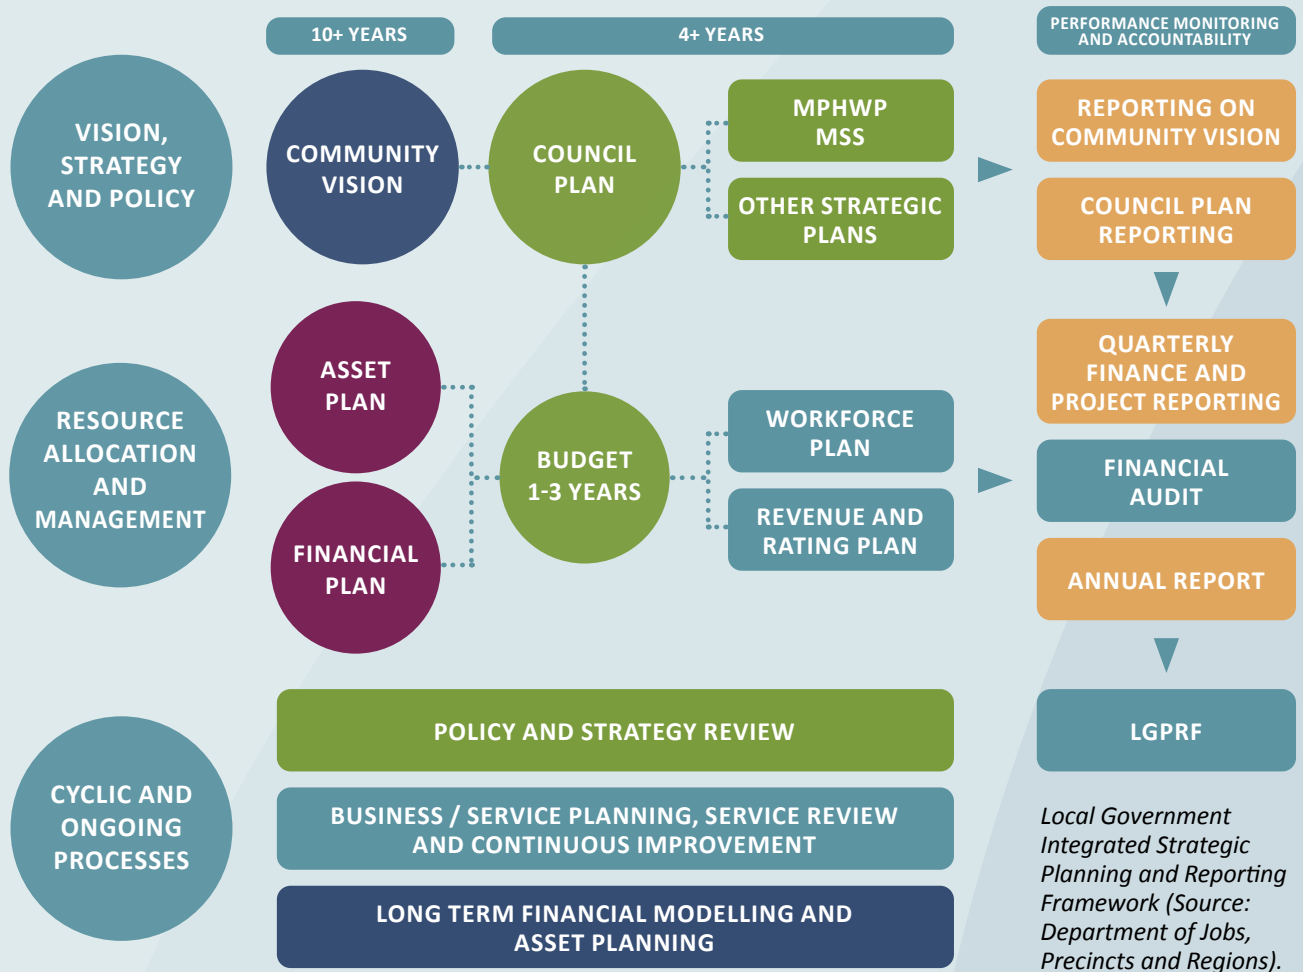 10+ YEARS
4+ YEARS
PERFORMANCE MONITORING
AND ACCOUNTABILITY
VISION,
STRATEGY
AND POLICY
COMMUNITY
VISION
COUNCIL
PLAN
MPHWP
MSS
OTHER STRATEGIC
PLANS
REPORTING ON
COMMUNITY VISION
COUNCIL PLAN
REPORTING
RESOURCE
ALLOCATION
AND
MANAGEMENT
ASSET
PLAN
FINANCIAL
PLAN
BUDGET
1-3 YEARS
WORKFORCE
PLAN
REVENUE AND
RATING PLAN
QUARTERLY
FINANCE AND
PROJECT REPORTING
FINANCIAL
AUDIT
ANNUAL REPORT
CYCLIC AND
ONGOING
PROCESSES
POLICY AND STRATEGY REVIEW
BUSINESS / SERVICE PLANNING, SERVICE REVIEW
AND CONTINUOUS IMPROVEMENT
LONG TERM FINANCIAL MODELLING AND
ASSET PLANNING
LGPRF
Local Government
Integrated Strategic
Planning and Reporting
Framework (Source:
Department of Jobs,
Precincts and Regions).